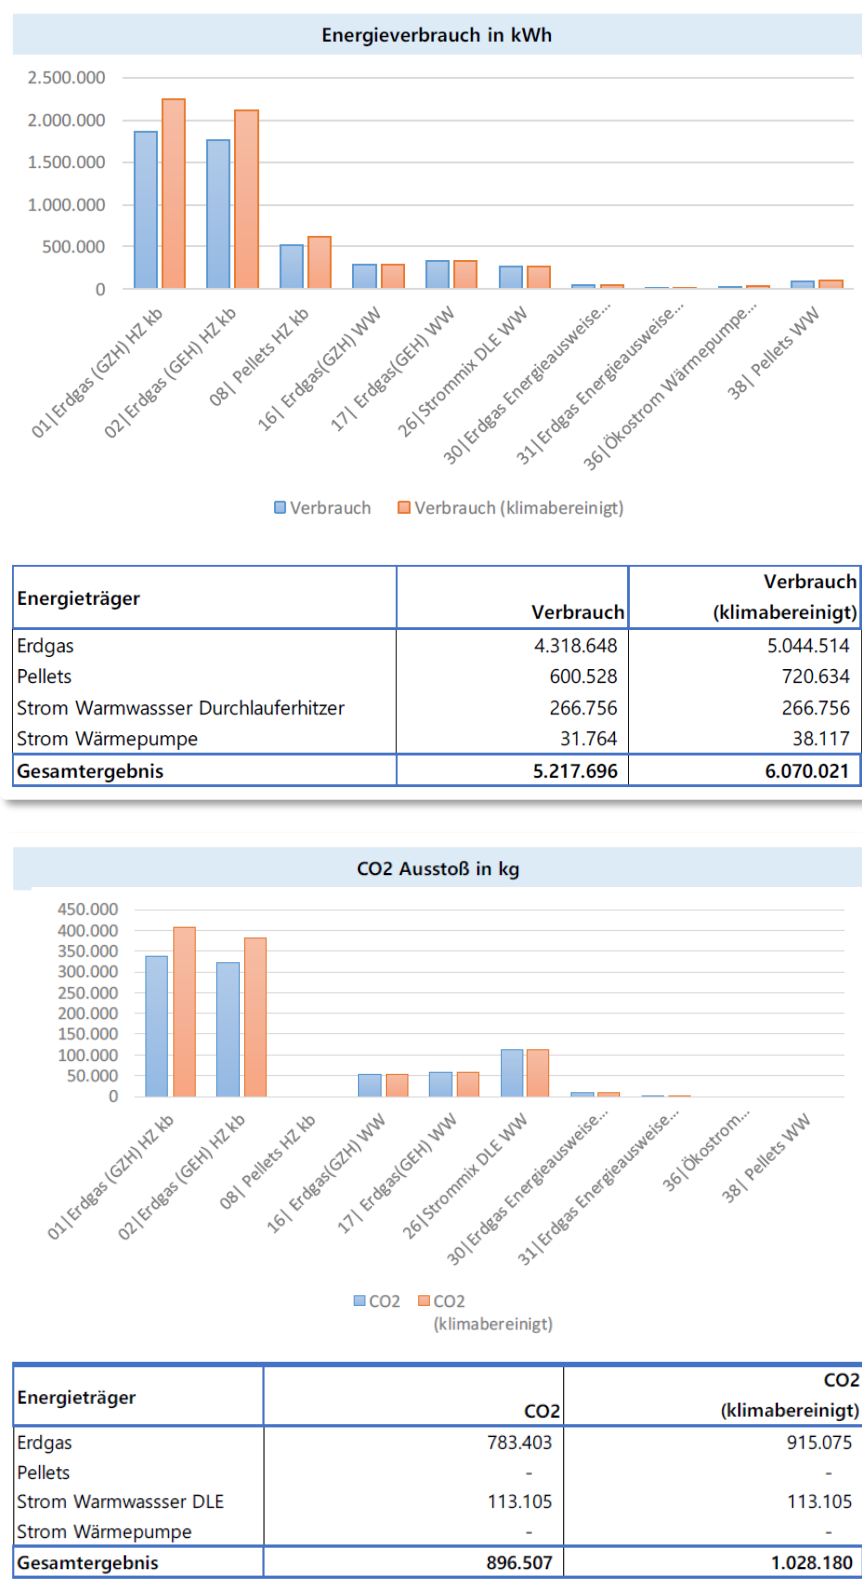 Energieverbrauch in kWh
2.500.000
2.000.000
1.500.000
1.000.000
500.000
0
01|Erdgas (GZH) HZ kb
02|Erdgas (GEH) HZ kb
08| Pellets HZ kb
16| Erdgas(GZH) WW
17| Erdgas(GEH) WW
26|Strommix DLE WW
30|Erdgas Energieausweise...
31|Erdgas Energieausweise...
36|Ökostrom Wärmepumpe...
38| Pellets WW
Verbrauch Verbrauch (klimabereinigt)
Energieträger Verbrauch Verbrauch (klimabereinigt)
Erdgas 4.318.648 5.044.514
Pellets 600.528 720.634
Strom Warmwassser Durchlauferhitzer 266.756 266.756
Strom Wärmepumpe 31.764 38.117
Gesamtergebnis 5.217.696 6.070.021
CO2 Ausstoß in kg
450.000
400.000
350.000
300.000
250.000
200.000
150.000
100.000
50.000
0
01|Erdgas (GZH) HZ kb
02|Erdgas (GEH) HZ kb
08| Pellets HZ kb
16| Erdgas(GZH) WW
17| Erdgas(GEH) WW
26|Strommix DLE WW
30|Erdgas Energieausweise...
31|Erdgas Energieausweise...
36|Ökostrom...
38| Pellets WW
CO2 CO2
(klimabereinigt)
Energieträger CO2 CO2 (klimabereinigt)
Erdgas 783.403 915.075
Pellets - -
Strom Warmwassser DLE 113.105 113.105
Strom Wärmepumpe - -
Gesamtergebnis 896.507 1.028.180